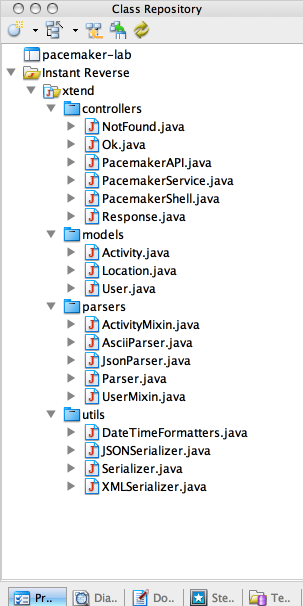 Class Repository
pacemaker-lab
Instant Reverse
xtend
controllers
NotFound.java
Ok.java
PacemakerAPI.java
PacemakerService.java
PacemakerShell.java
Response.java
models
Activity.java
Location.java
User.java
parsers
ActivityMixin.java
AsciiParser.java
JsonParser.java
Parser.java
UserMixin.java
utils
DateTimeFormatters.java
JSONSerializer.java
Serializer.java
XMLSerializer.java
Pr.. Dia.. Do.. Ste.. Te..